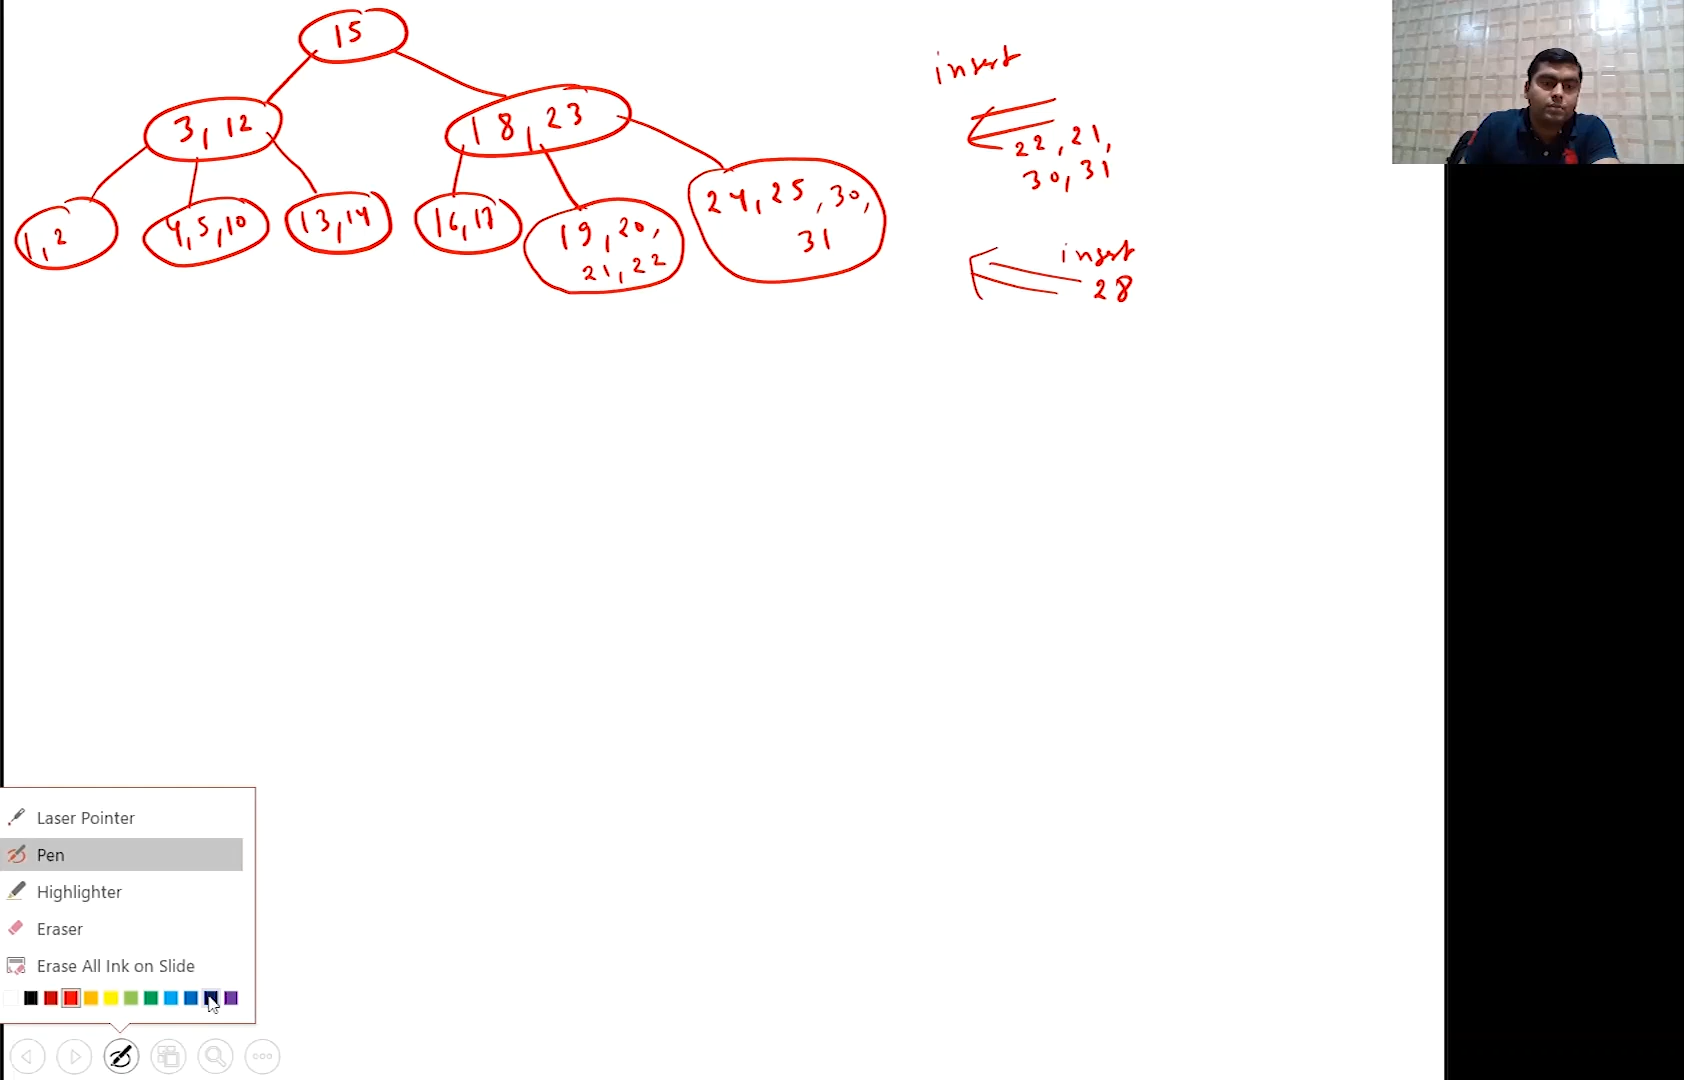 15
insert
3, 12
18, 23
22, 21,
30, 31
1, 2
4, 5, 10
13, 14
16, 17
19, 20,
21, 22
24, 25, 30,
31
insert
28
Laser Pointer
Pen
Highlighter
Eraser
Erase All Ink on Slide